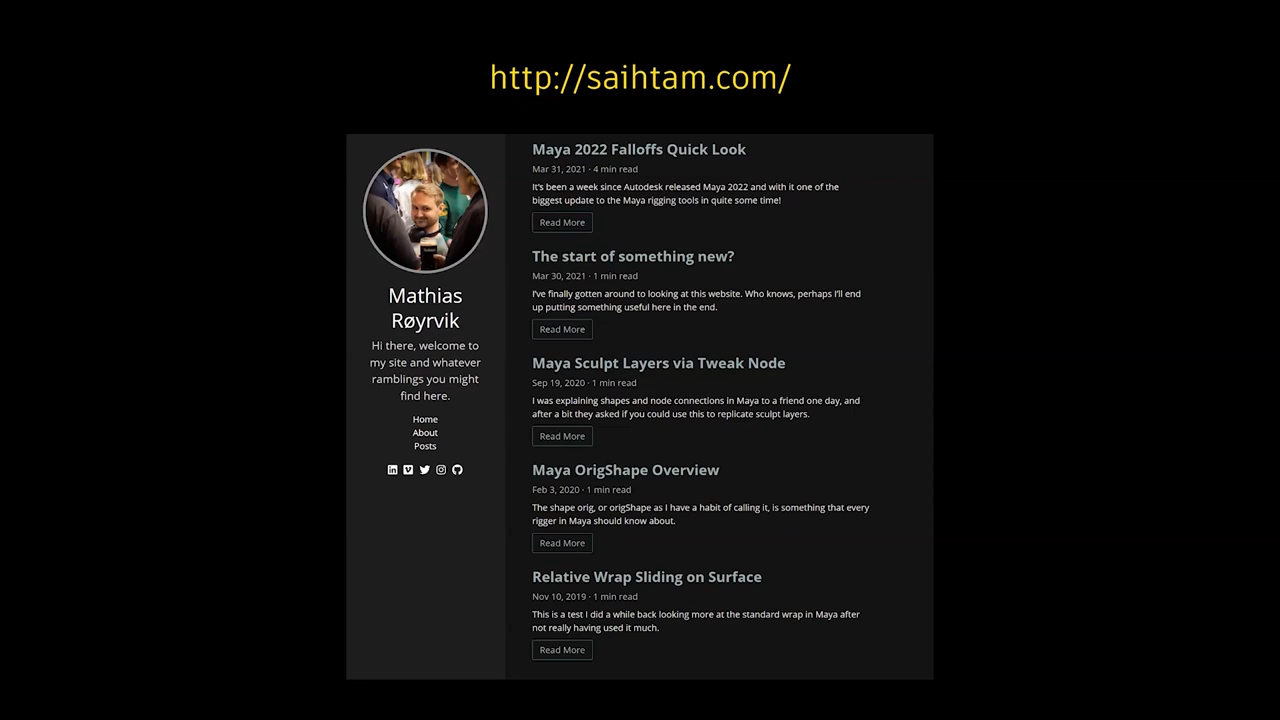 http://saihtam.com/
Mathias
Røyrvik
Hi there, welcome to
my site and whatever
ramblings you might
find here.
Home
About
Posts
Maya 2022 Falloffs Quick Look
Mar 31, 2021 · 4 min read
It's been a week since Autodesk released Maya 2022 and with it one of the
biggest update to the Maya rigging tools in quite some time!
Read More
The start of something new?
Mar 30, 2021 · 1 min read
I've finally gotten around to looking at this website. Who knows, perhaps I'll end
up putting something useful here in the end.
Read More
Maya Sculpt Layers via Tweak Node
Sep 19, 2020 · 1 min read
I was explaining shapes and node connections in Maya to a friend one day, and
after a bit they asked if you could use this to replicate sculpt layers.
Read More
Maya OrigShape Overview
Feb 3, 2020 · 1 min read
The shape orig, or origShape as I have a habit of calling it, is something that every
rigger in Maya should know about.
Read More
Relative Wrap Sliding on Surface
Nov 10, 2019 · 1 min read
This is a test I did a while back looking more at the standard wrap in Maya after
not really having used it much.
Read More